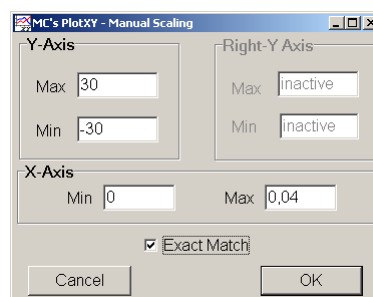 MC's PlotXY - Manual Scaling
Y-Axis
Right-Y Axis
Max 30
Max inactive
Min -30
Min inactive
X-Axis
Min 0 Max 0,04
Exact Match
Cancel OK